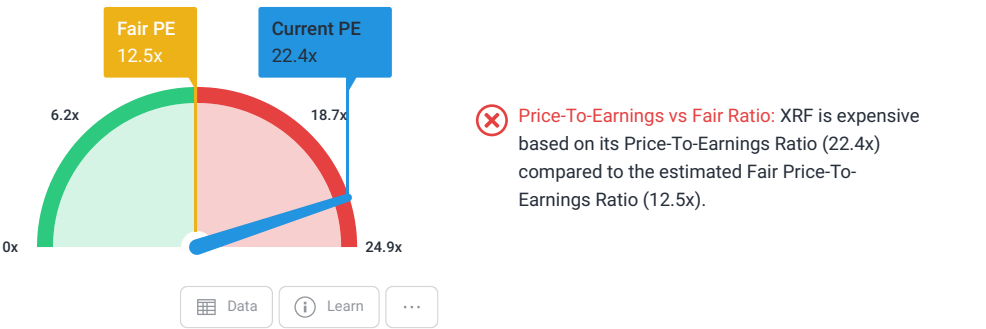 Fair PE
12.5x
Current PE
22.4x
6.2x
18.7x
0x
24.9x
Data
Learn
...
Price-To-Earnings vs Fair Ratio: XRF is expensive
based on its Price-To-Earnings Ratio (22.4x)
compared to the estimated Fair Price-To-
Earnings Ratio (12.5x).